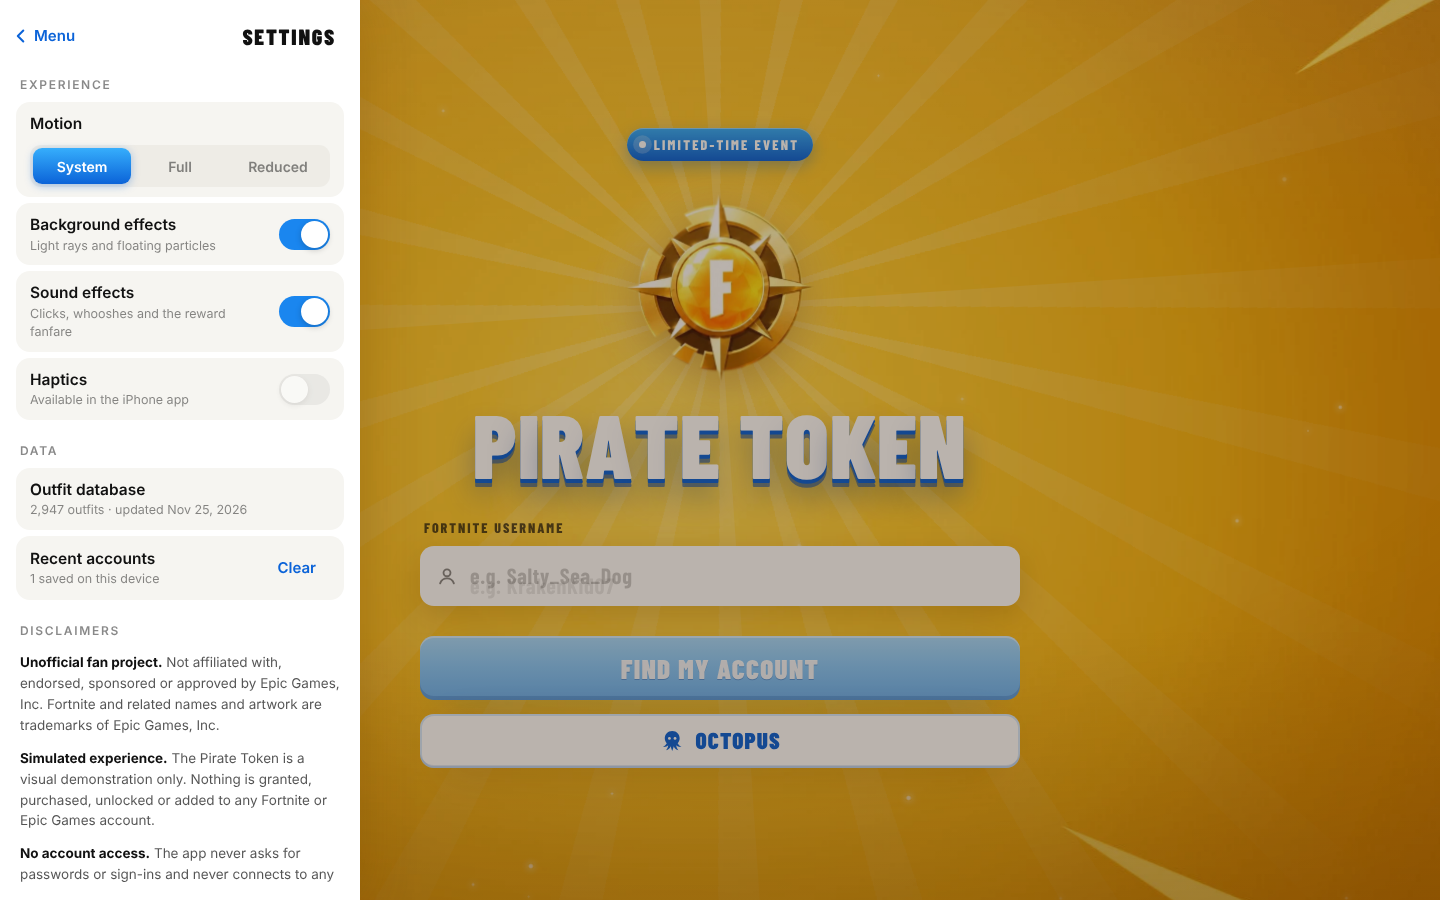 Menu
SETTINGS
EXPERIENCE
Motion
System
Full
Reduced
Background effects
Light rays and floating particles
Sound effects
Clicks, whooshes and the reward
fanfare
Haptics
Available in the iPhone app
DATA
Outfit database
2,947 outfits · updated Nov 25, 2026
Recent accounts
1 saved on this device
Clear
DISCLAIMERS
Unofficial fan project. Not affiliated with,
endorsed, sponsored or approved by Epic Games,
Inc. Fortnite and related names and artwork are
trademarks of Epic Games, Inc.
Simulated experience. The Pirate Token is a
visual demonstration only. Nothing is granted,
purchased, unlocked or added to any Fortnite or
Epic Games account.
No account access. The app never asks for
passwords or sign-ins and never connects to any
LIMITED-TIME EVENT
F
PIRATE TOKEN
FORTNITE USERNAME
e.g. Salty_Sea_Dog
e.g. KrakenKid07
FIND MY ACCOUNT
OCTOPUS